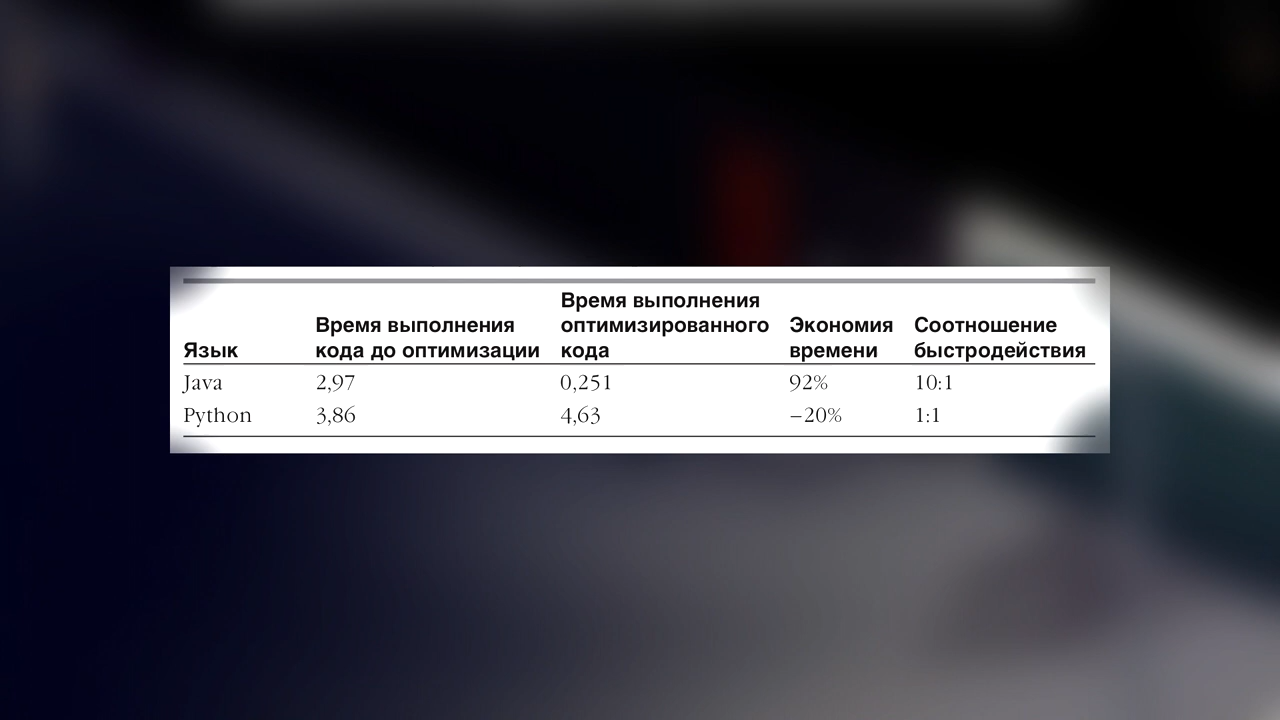 Язык Время выполнения кода до оптимизации Время выполнения оптимизированного кода Экономия времени Соотношение быстродействия
Java 2,97 0,251 92% 10:1
Python 3,86 4,63 –20% 1:1